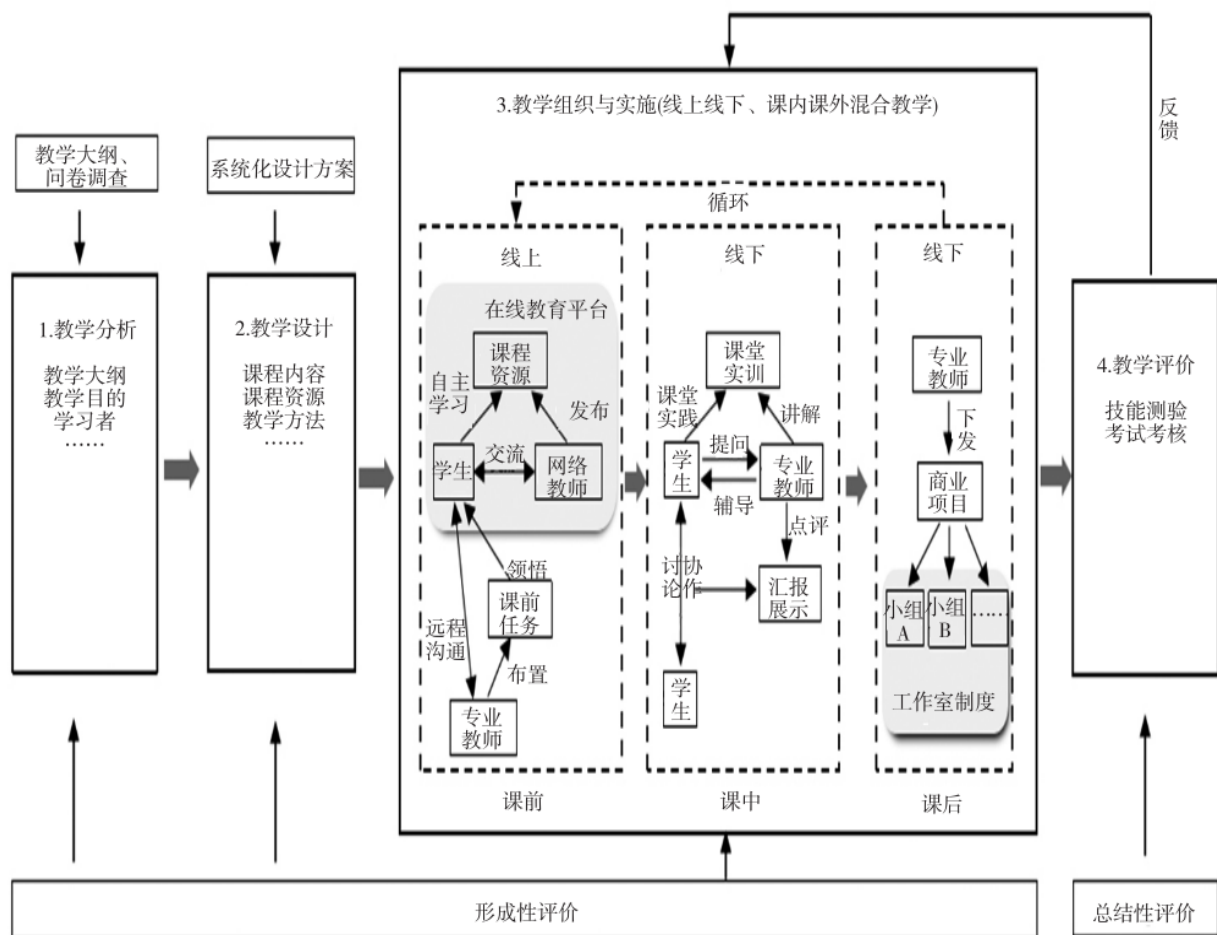 3.教学组织与实施(线上线下、课内课外混合教学)
反
馈
教学大纲、
问卷调查
系统化设计方案
循环
1.教学分析
教学大纲
教学目的
学习者
……
2.教学设计
课程内容
课程资源
教学方法
……
线上
在线教育平台
课程
资源
自主
学习
发布
学生
交流
网络
教师
领悟
课前
任务
远程
沟通
布置
专业
教师
课前
线下
课堂
实训
课堂
实践
讲解
提问
学
生
专业
教师
辅导
点评
讨协
论作
汇报
展示
学
生
课中
线下
专业
教师
下
发
商业
项目
小组
A
小组
B
……
工作室制度
课后
4.教学评价
技能测验
考试考核
形成性评价
总结性评价